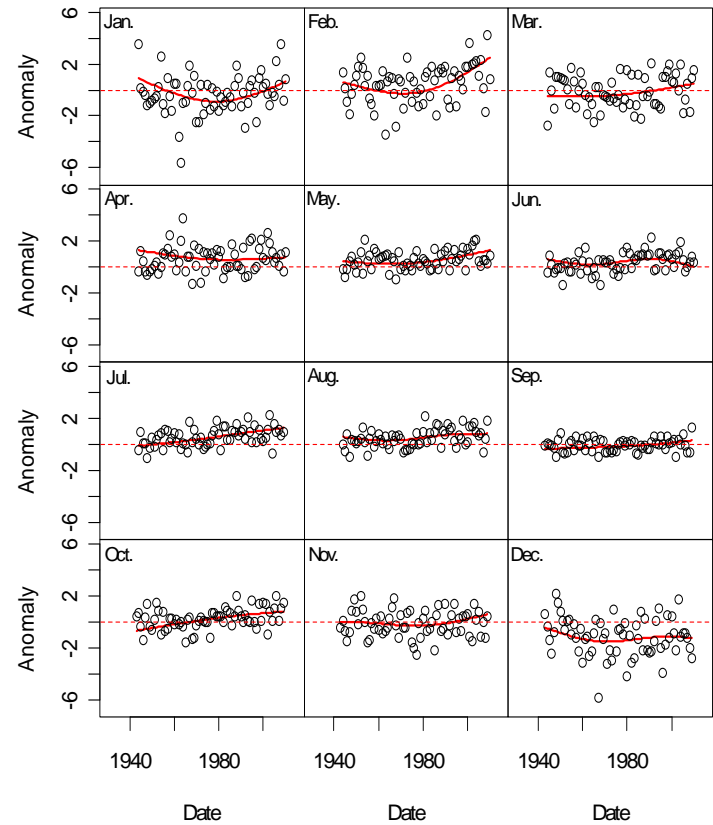 Jan. Feb. Mar.
Anomaly
6
2
-2
-6
Apr. May. Jun.
Anomaly
6
2
-2
-6
Jul. Aug. Sep.
Anomaly
6
2
-2
-6
Oct. Nov. Dec.
Anomaly
6
2
-2
-6
1940 1980 1940 1980 1940 1980
Date Date Date